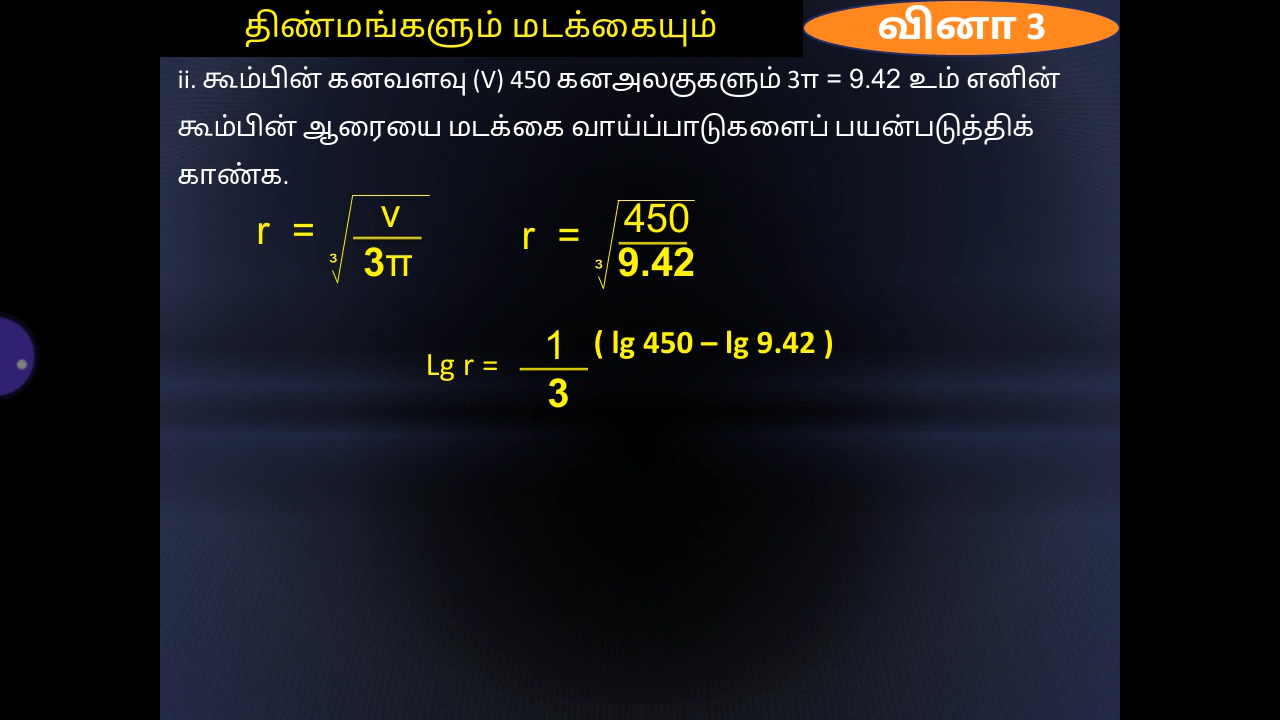 திண்மங்களும் மடக்கையும்
வினா 3
ii. கூம்பின் கனவளவு (V) 450 கனஅலகுகளும் 3π = 9.42 உம் எனின்
கூம்பின் ஆரையை மடக்கை வாய்ப்பாடுகளைப் பயன்படுத்திக்
காண்க.
r = ∛(v/3π) r = ∛(450/9.42)
Lg r = 1/3 ( lg 450 – lg 9.42 )